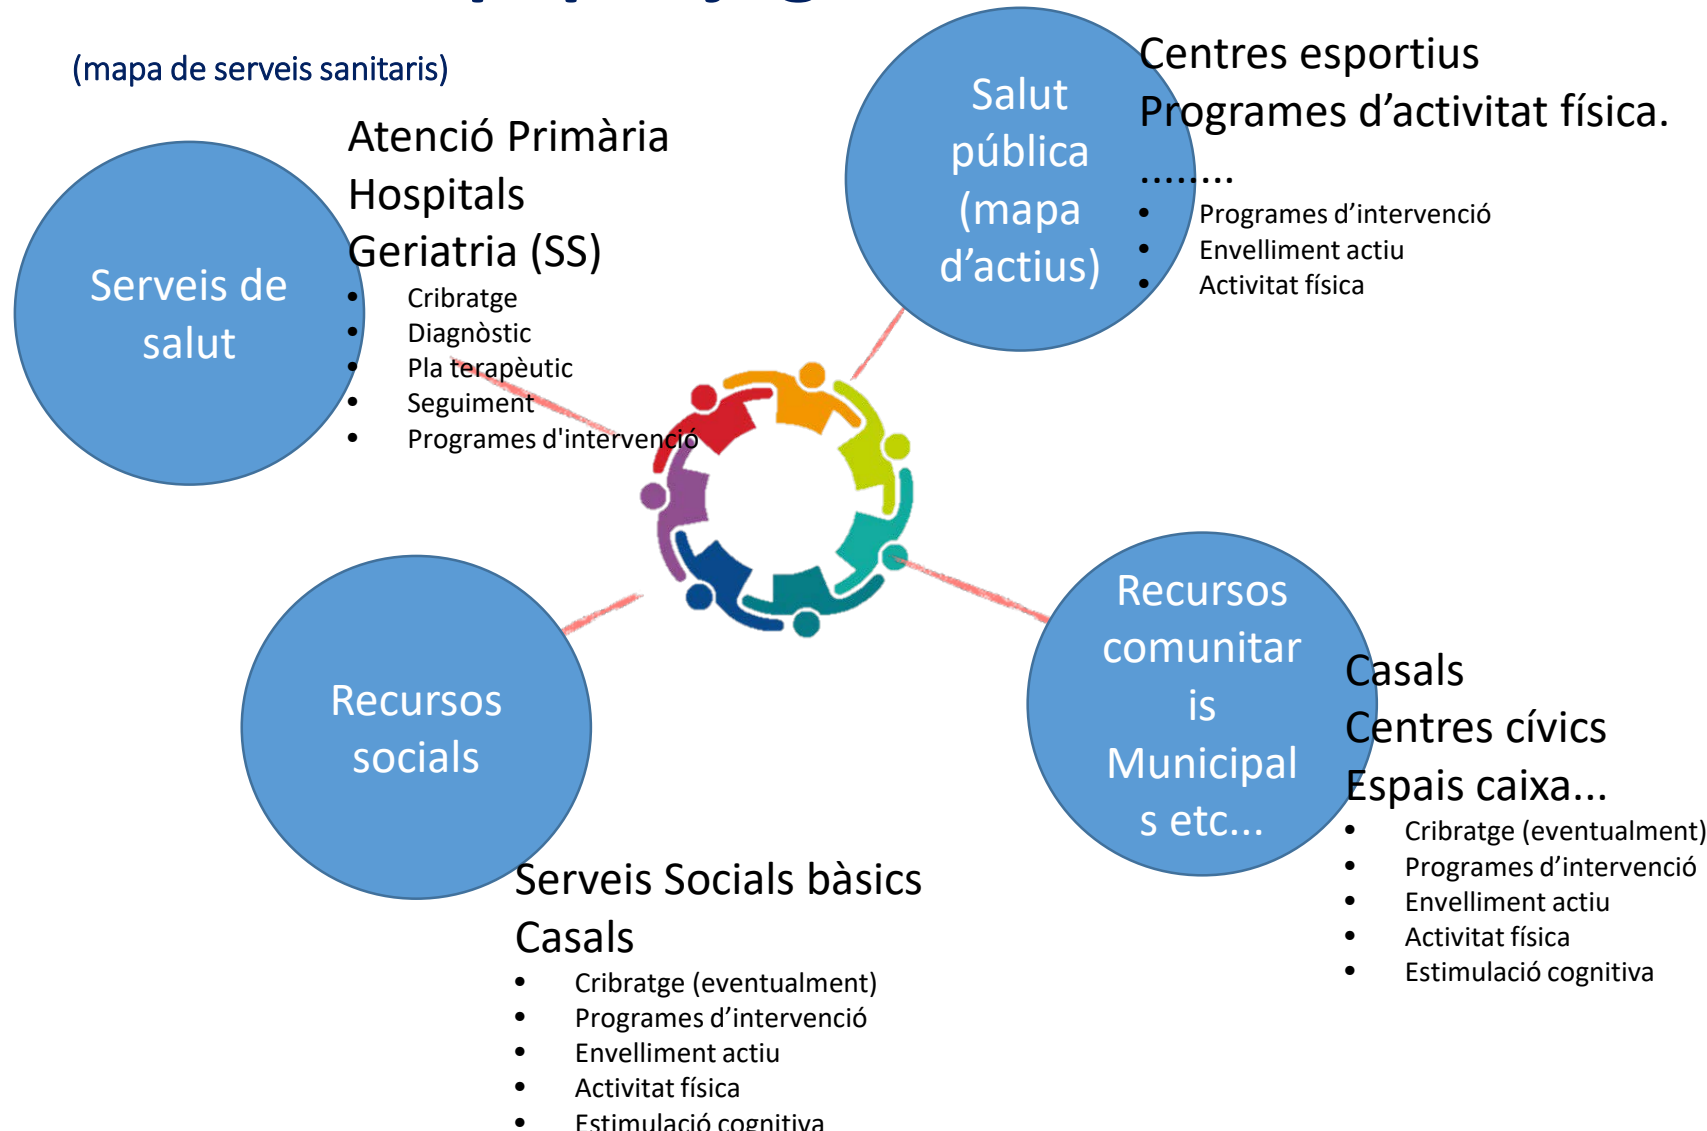 (mapa de serveis sanitaris)
Serveis de
salut
Atenció Primària
Hospitals
Geriatria (SS)
• Cribratge
• Diagnòstic
• Pla terapèutic
• Seguiment
• Programes d'intervenció
Salut
pública
(mapa
d’actius)
Centres esportius
Programes d’activitat física.
........
• Programes d’intervenció
• Envelliment actiu
• Activitat física
Recursos
socials
Serveis Socials bàsics
Casals
• Cribratge (eventualment)
• Programes d’intervenció
• Envelliment actiu
• Activitat física
• Estimulació cognitiva
Recursos
comunitar
is
Municipal
s etc...
Casals
Centres cívics
Espais caixa...
• Cribratge (eventualment)
• Programes d’intervenció
• Envelliment actiu
• Activitat física
• Estimulació cognitiva